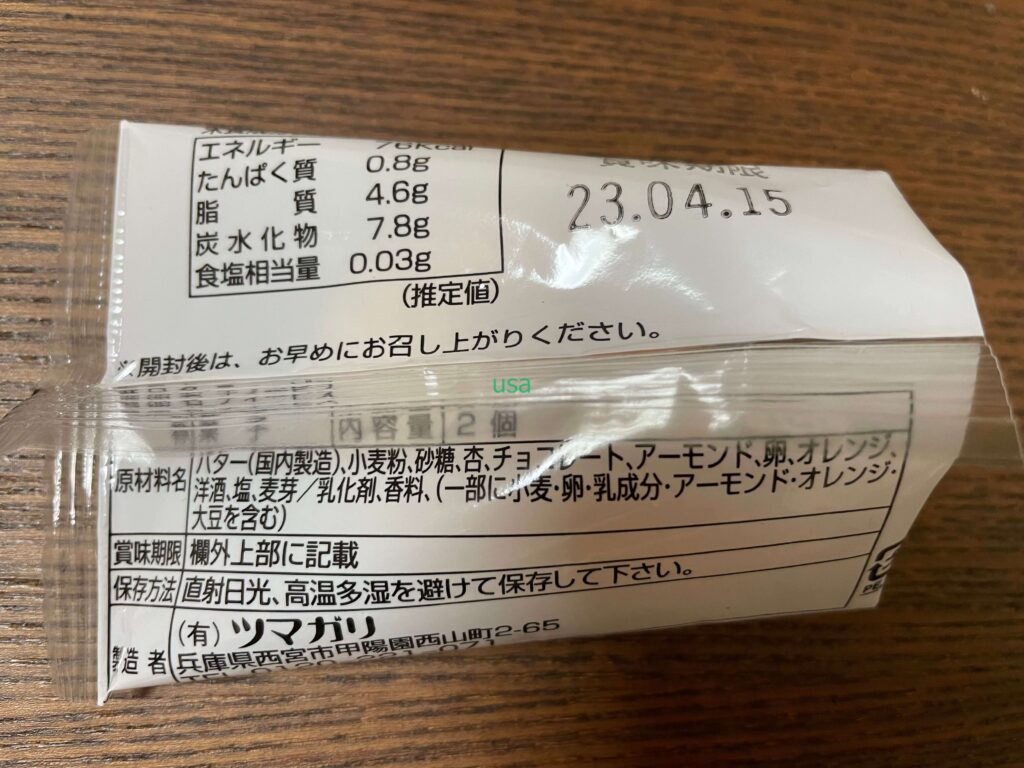 エネルギー 76kcal
たんぱく質 0.8g
脂質 4.6g
炭水化物 7.8g
食塩相当量 0.03g
(推定値)
賞味期限
23.04.15
※開封後は、お早めにお召し上がりください。
usa
菓子 内容量 2個
原材料名 バター(国内製造)、小麦粉、砂糖、杏、チョコレート、アーモンド、卵、オレンジ、
洋酒、塩、麦芽/乳化剤、香料、(一部に小麦・卵・乳成分・アーモンド・オレンジ・
大豆を含む)
賞味期限 欄外上部に記載
保存方法 直射日光、高温多湿を避けて保存して下さい。
製造者 (有)ツマガリ
兵庫県西宮市甲陽園西山町2-65